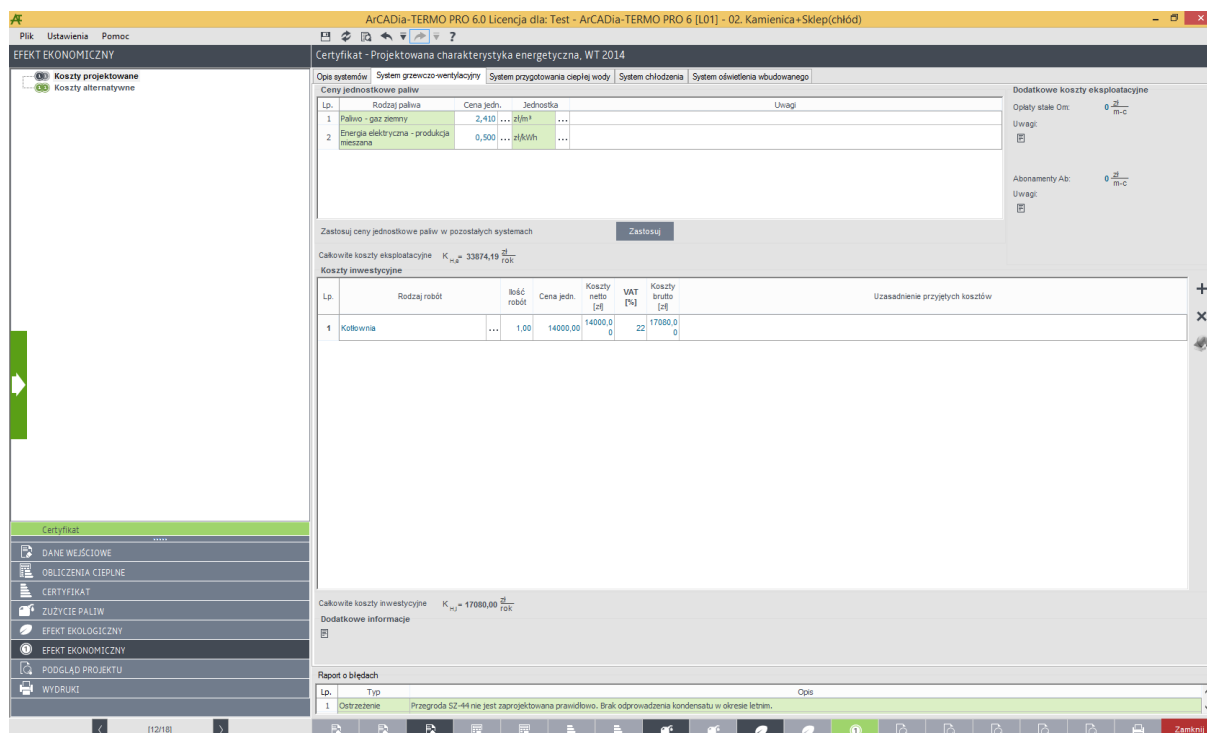 ArCADia-TERMO PRO 6.0 Licencja dla: Test - ArCADia-TERMO PRO 6 [L01] - 02. Kamienica+Sklep(chłód)
Plik Ustawienia Pomoc
EFEKT EKONOMICZNY
Certyfikat - Projektowana charakterystyka energetyczna, WT 2014
Koszty projektowane
Koszty alternatywne
Opis systemów System grzewczo-wentylacyjny System przygotowania ciepłej wody System chłodzenia System oświetlenia wbudowanego
Ceny jednostkowe paliw
Lp. Rodzaj paliwa Cena jedn. Jednostka Uwagi
1 Paliwo - gaz ziemny 2,410 ... zł/m³ ...
2 Energia elektryczna - produkcja mieszana 0,500 ... zł/kWh ...
Dodatkowe koszty eksploatacyjne
Opłaty stałe Om: 0 zł/m-c
Uwagi:
Abonamenty Ab: 0 zł/m-c
Uwagi:
Zastosuj ceny jednostkowe paliw w pozostałych systemach Zastosuj
Całkowite koszty eksploatacyjne K H,e = 33874,19 zł/rok
Koszty inwestycyjne
Lp. Rodzaj robót Ilość robót Cena jedn. Koszty netto [zł] VAT [%] Koszty brutto [zł] Uzasadnienie przyjętych kosztów
1 Kotłownia ... 1,00 14000,00 14000,00 22 17080,00
Całkowite koszty inwestycyjne K H,I = 17080,00 zł/rok
Dodatkowe informacje
Certyfikat
DANE WEJŚCIOWE
OBLICZENIA CIEPLNE
CERTYFIKAT
ZUŻYCIE PALIW
EFEKT EKOLOGICZNY
EFEKT EKONOMICZNY
PODGLĄD PROJEKTU
WYDRUKI
Raport o błędach
Lp. Typ Opis
1 Ostrzeżenie Przegroda SZ-44 nie jest zaprojektowana prawidłowo. Brak odprowadzenia kondensatu w okresie letnim.
[12/18]
Zamknij